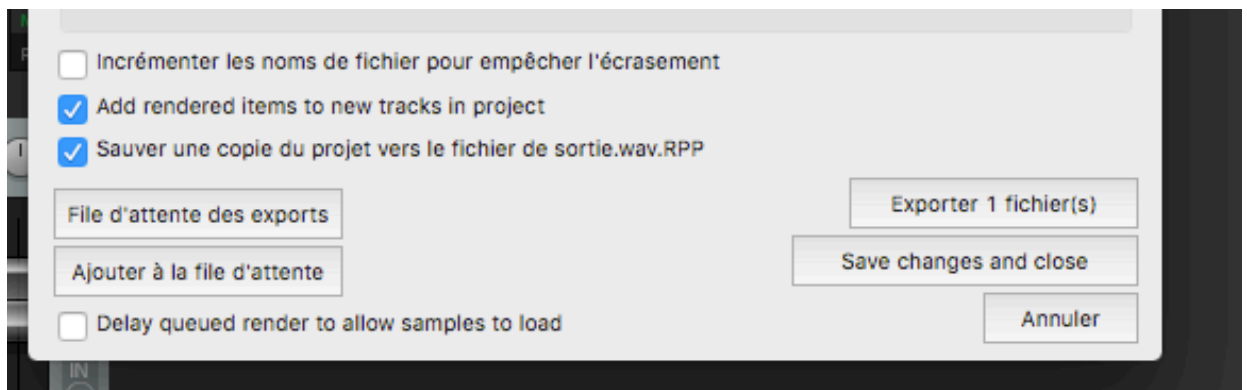 Incrémenter les noms de fichier pour empêcher l'écrasement
Add rendered items to new tracks in project
Sauver une copie du projet vers le fichier de sortie.wav.RPP
File d'attente des exports
Exporter 1 fichier(s)
Ajouter à la file d'attente
Save changes and close
Delay queued render to allow samples to load
Annuler
IN